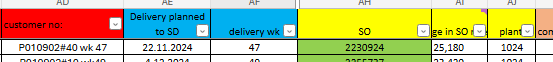 AD AE AF AH AI AJ
customer no: Delivery planned to SD delivery wk SO ge in SO plant com
P010902#40 wk 47 22.11.2024 47 2230924 25,180 1024